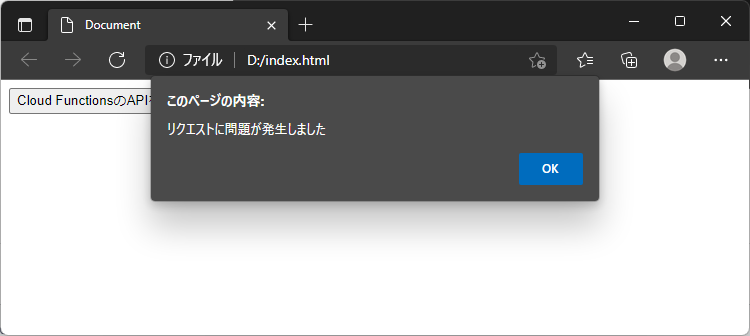 Document
ファイル D:/index.html
このページの内容:
Cloud FunctionsのAPI
リクエストに問題が発生しました
OK